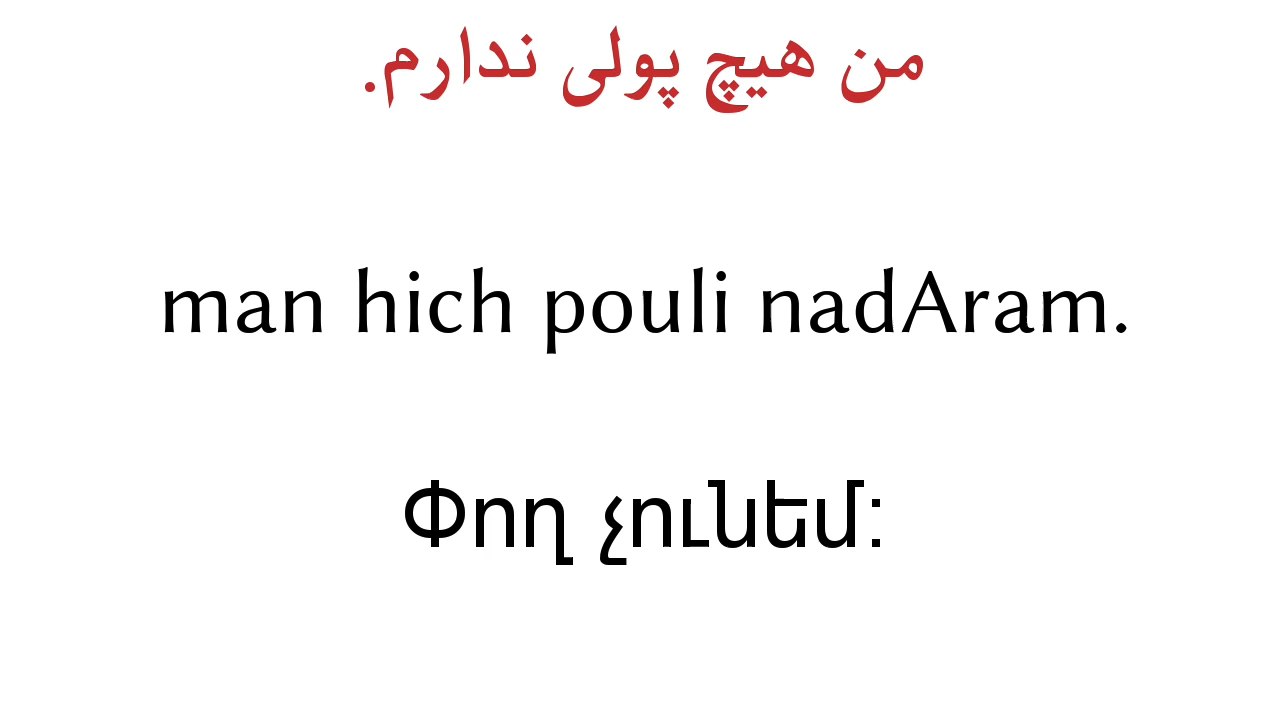 من هیچ پولی ندارم.
man hich pouli nadAram.
Փող չունեմ: